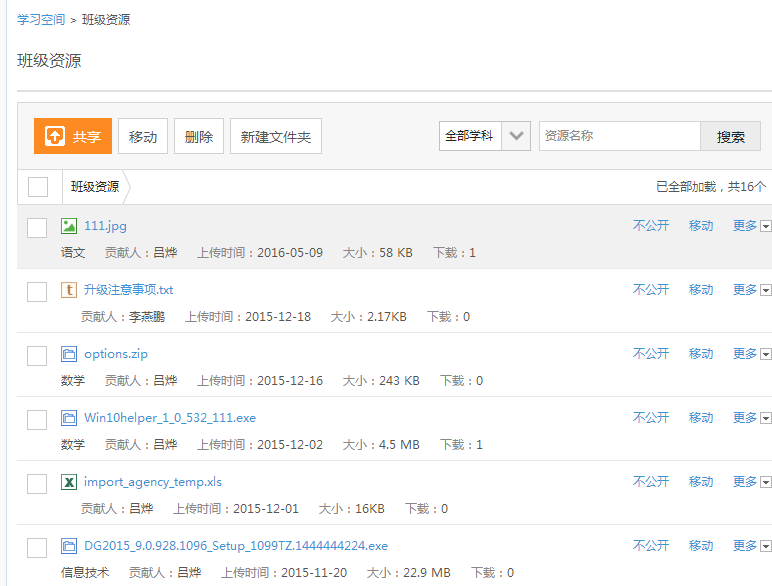 学习空间 > 班级资源
班级资源
共享 移动 删除 新建文件夹 全部学科 资源名称 搜索
班级资源 已全部加载，共16个
111.jpg 不公开 移动 更多
语文 贡献人：吕烨 上传时间：2016-05-09 大小：58 KB 下载：1
升级注意事项.txt 不公开 移动 更多
贡献人：李燕鹏 上传时间：2015-12-18 大小：2.17KB 下载：0
options.zip 不公开 移动 更多
数学 贡献人：吕烨 上传时间：2015-12-16 大小：243 KB 下载：0
Win10helper_1_0_532_111.exe 不公开 移动 更多
数学 贡献人：吕烨 上传时间：2015-12-02 大小：4.5 MB 下载：1
import_agency_temp.xls 不公开 移动 更多
贡献人：吕烨 上传时间：2015-12-01 大小：16KB 下载：0
DG2015_9.0.928.1096_Setup_1099TZ.1444444224.exe 不公开 移动 更多
信息技术 贡献人：吕烨 上传时间：2015-11-20 大小：22.9 MB 下载：0